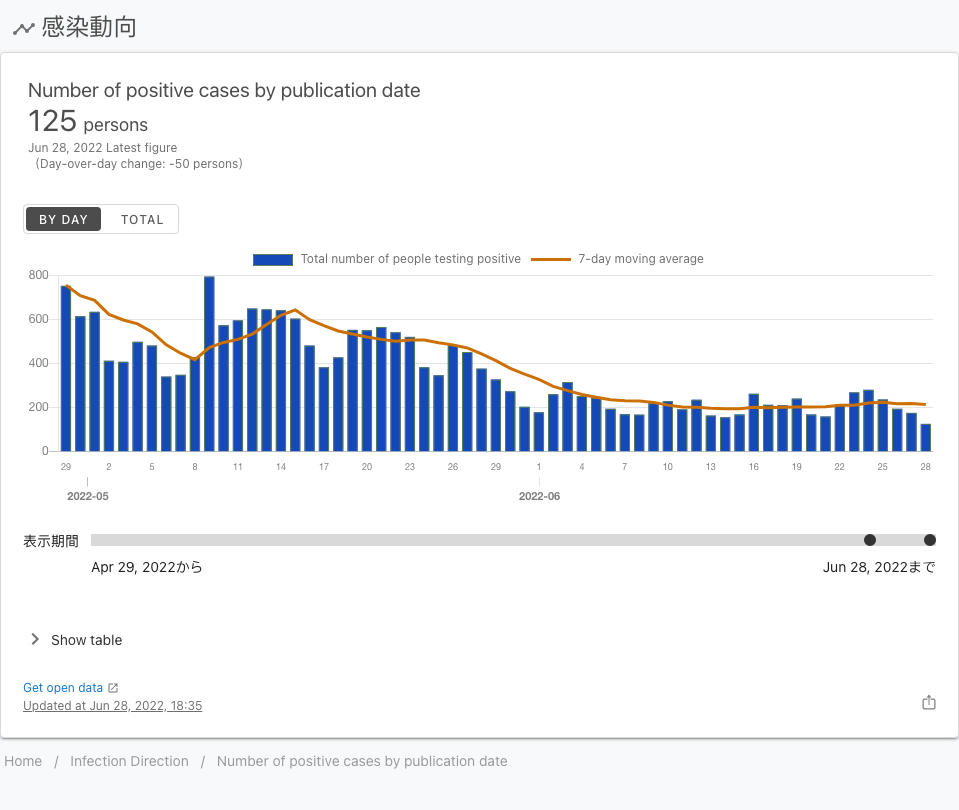 感染動向
Number of positive cases by publication date
125 persons
Jun 28, 2022 Latest figure
(Day-over-day change: -50 persons)
BY DAY TOTAL
Total number of people testing positive 7-day moving average
800
600
400
200
0
29 2 5 8 11 14 17 20 23 26 29 1 4 7 10 13 16 19 22 25 28
2022-05 2022-06
表示期間
Apr 29, 2022から Jun 28, 2022まで
Show table
Get open data
Updated at Jun 28, 2022, 18:35
Home / Infection Direction / Number of positive cases by publication date